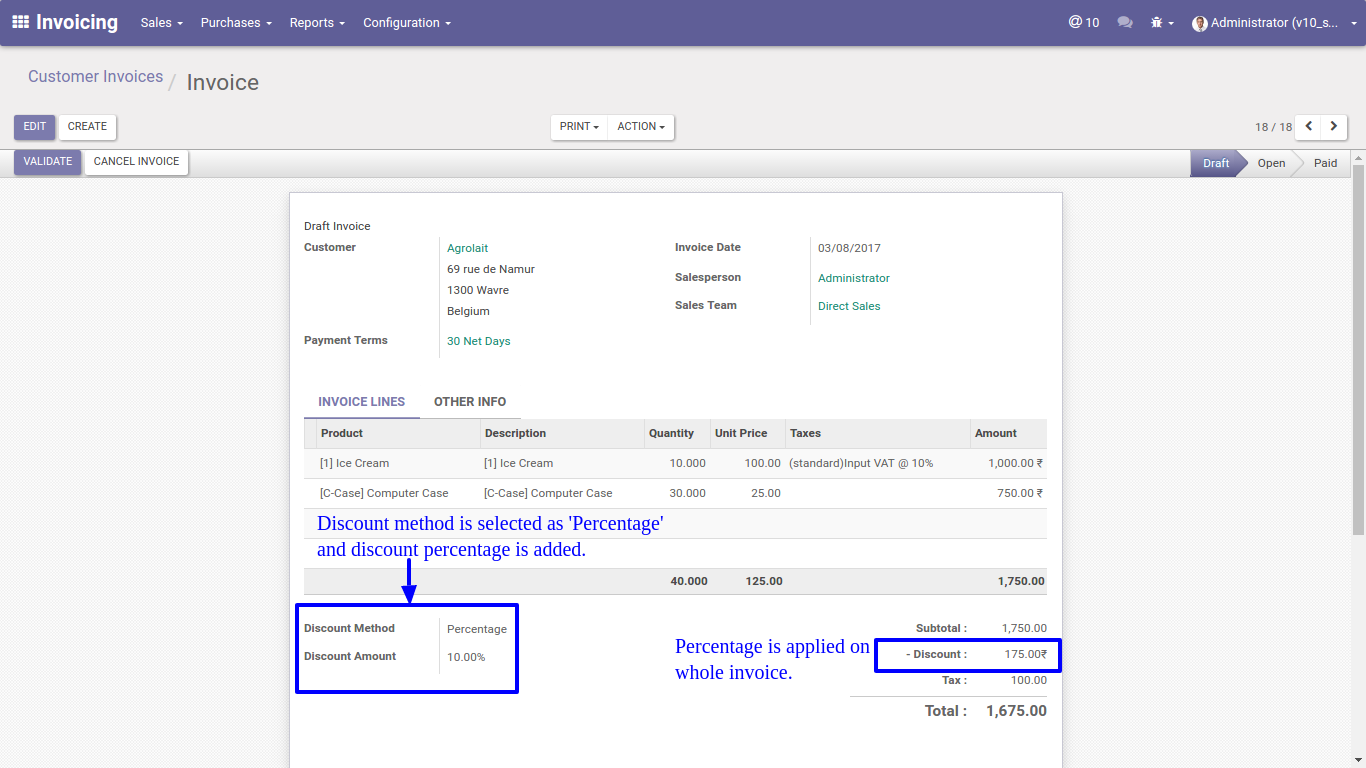 Invoicing Sales Purchases Reports Configuration @ 10 Administrator (v10_s...
Customer Invoices / Invoice
EDIT CREATE PRINT ACTION 18 / 18
VALIDATE CANCEL INVOICE Draft Open Paid
Draft Invoice
Customer Agrolait Invoice Date 03/08/2017
69 rue de Namur
1300 Wavre Salesperson Administrator
Belgium Sales Team Direct Sales
Payment Terms 30 Net Days
INVOICE LINES OTHER INFO
Product Description Quantity Unit Price Taxes Amount
[1] Ice Cream [1] Ice Cream 10.000 100.00 (standard)Input VAT @ 10% 1,000.00 ₹
[C-Case] Computer Case [C-Case] Computer Case 30.000 25.00 750.00 ₹
Discount method is selected as 'Percentage'
and discount percentage is added.
40.000 125.00 1,750.00
Discount Method Percentage
Discount Amount 10.00%
Percentage is applied on
whole invoice.
Subtotal : 1,750.00
- Discount : 175.00₹
Tax : 100.00
Total : 1,675.00